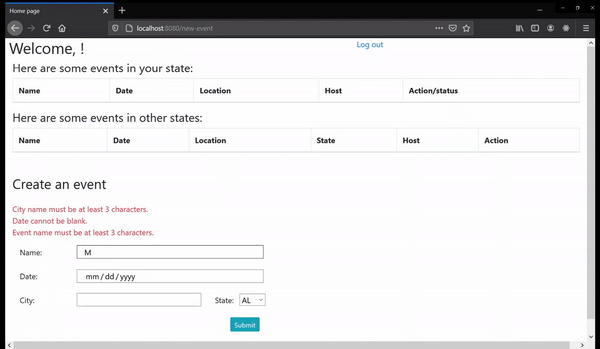 Home page
localhost:8080/new-event
Welcome, !
Log out
Here are some events in your state:
Name Date Location Host Action/status
Here are some events in other states:
Name Date Location State Host Action
Create an event
City name must be at least 3 characters.
Date cannot be blank.
Event name must be at least 3 characters.
Name: M
Date: mm/dd/yyyy
City: State: AL
Submit